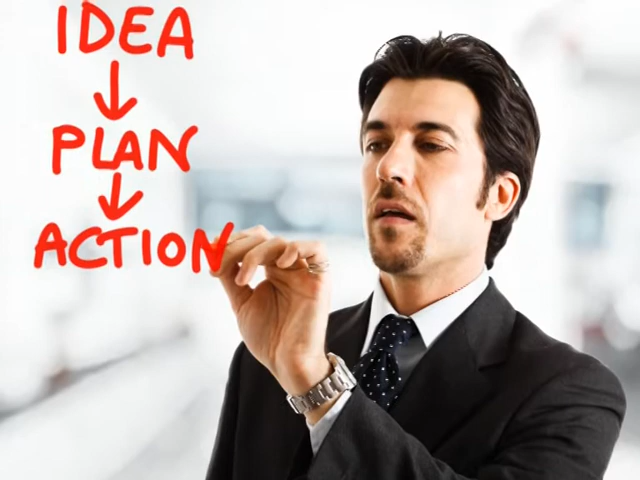 IDEA
↓
PLAN
↓
ACTION